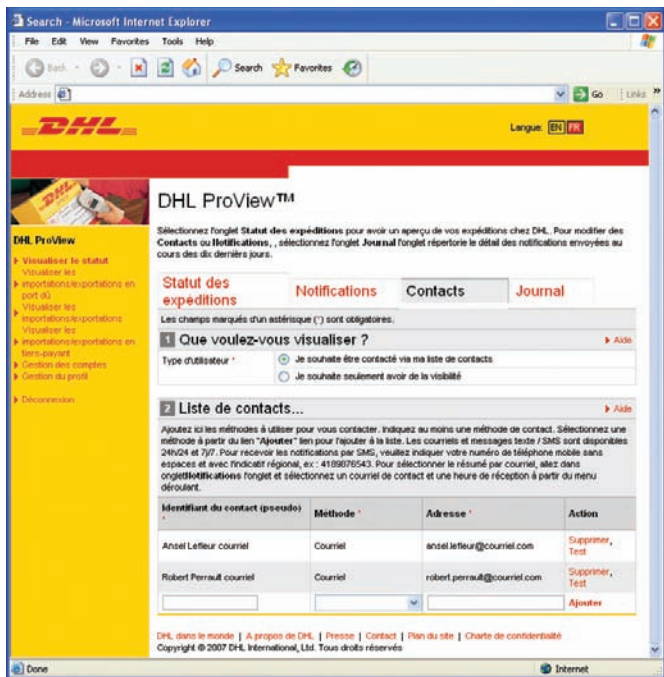 Search - Microsoft Internet Explorer
File Edit View Favorites Tools Help
Back Search Favorites
Address Go Links
DHL
Langue: EN FR
DHL
DHL ProView™
Sélectionnez l'onglet Statut des expéditions pour avoir un aperçu de vos expéditions chez DHL. Pour modifier des
Contacts ou Notifications, , sélectionnez l'onglet Journal l'onglet répertorie le détail des notifications envoyées au
cours des dix derniers jours.
DHL ProView
Visualiser le statut
Visualiser les
importations/exportations en
port dû
Visualiser les
importations/exportations
Visualiser les
importations/exportations en
tiers-payant
Gestion des comptes
Gestion du profil
Déconnexion
Statut des
expéditions
Notifications
Contacts
Journal
Les champs marqués d'un astérisque (*) sont obligatoires.
1 Que voulez-vous visualiser ?
Aide
Type d'utilisateur *
Je souhaite être contacté via ma liste de contacts
Je souhaite seulement avoir de la visibilité
2 Liste de contacts...
Aide
Ajoutez ici les méthodes à utiliser pour vous contacter. Indiquez au moins une méthode de contact. Sélectionnez une
méthode à partir du lien "Ajouter" lien pour l'ajouter à la liste. Les courriels et messages texte / SMS sont disponibles
24h/24 et 7j/7. Pour recevoir les notifications par SMS, veuillez indiquer votre numéro de téléphone mobile sans
espaces et avec l'indicatif régional, ex : 4189876543. Pour sélectionner le résumé par courriel, allez dans
ongletNotifications l'onglet et sélectionnez un courriel de contact et une heure de réception à partir du menu
déroulant.
Identifiant du contact (pseudo) *
Méthode *
Adresse *
Action
Ansel Lefleur courriel Courriel ansel.lefleur@courriel.com Supprimer,
Test
Robert Perrault courriel Courriel robert.perrault@courriel.com Supprimer,
Test
Ajouter
DHL dans le monde | A propos de DHL | Presse | Contact | Plan du site | Charte de confidentialité
Copyright © 2007 DHL International, Ltd. Tous droits réservés
Done Internet